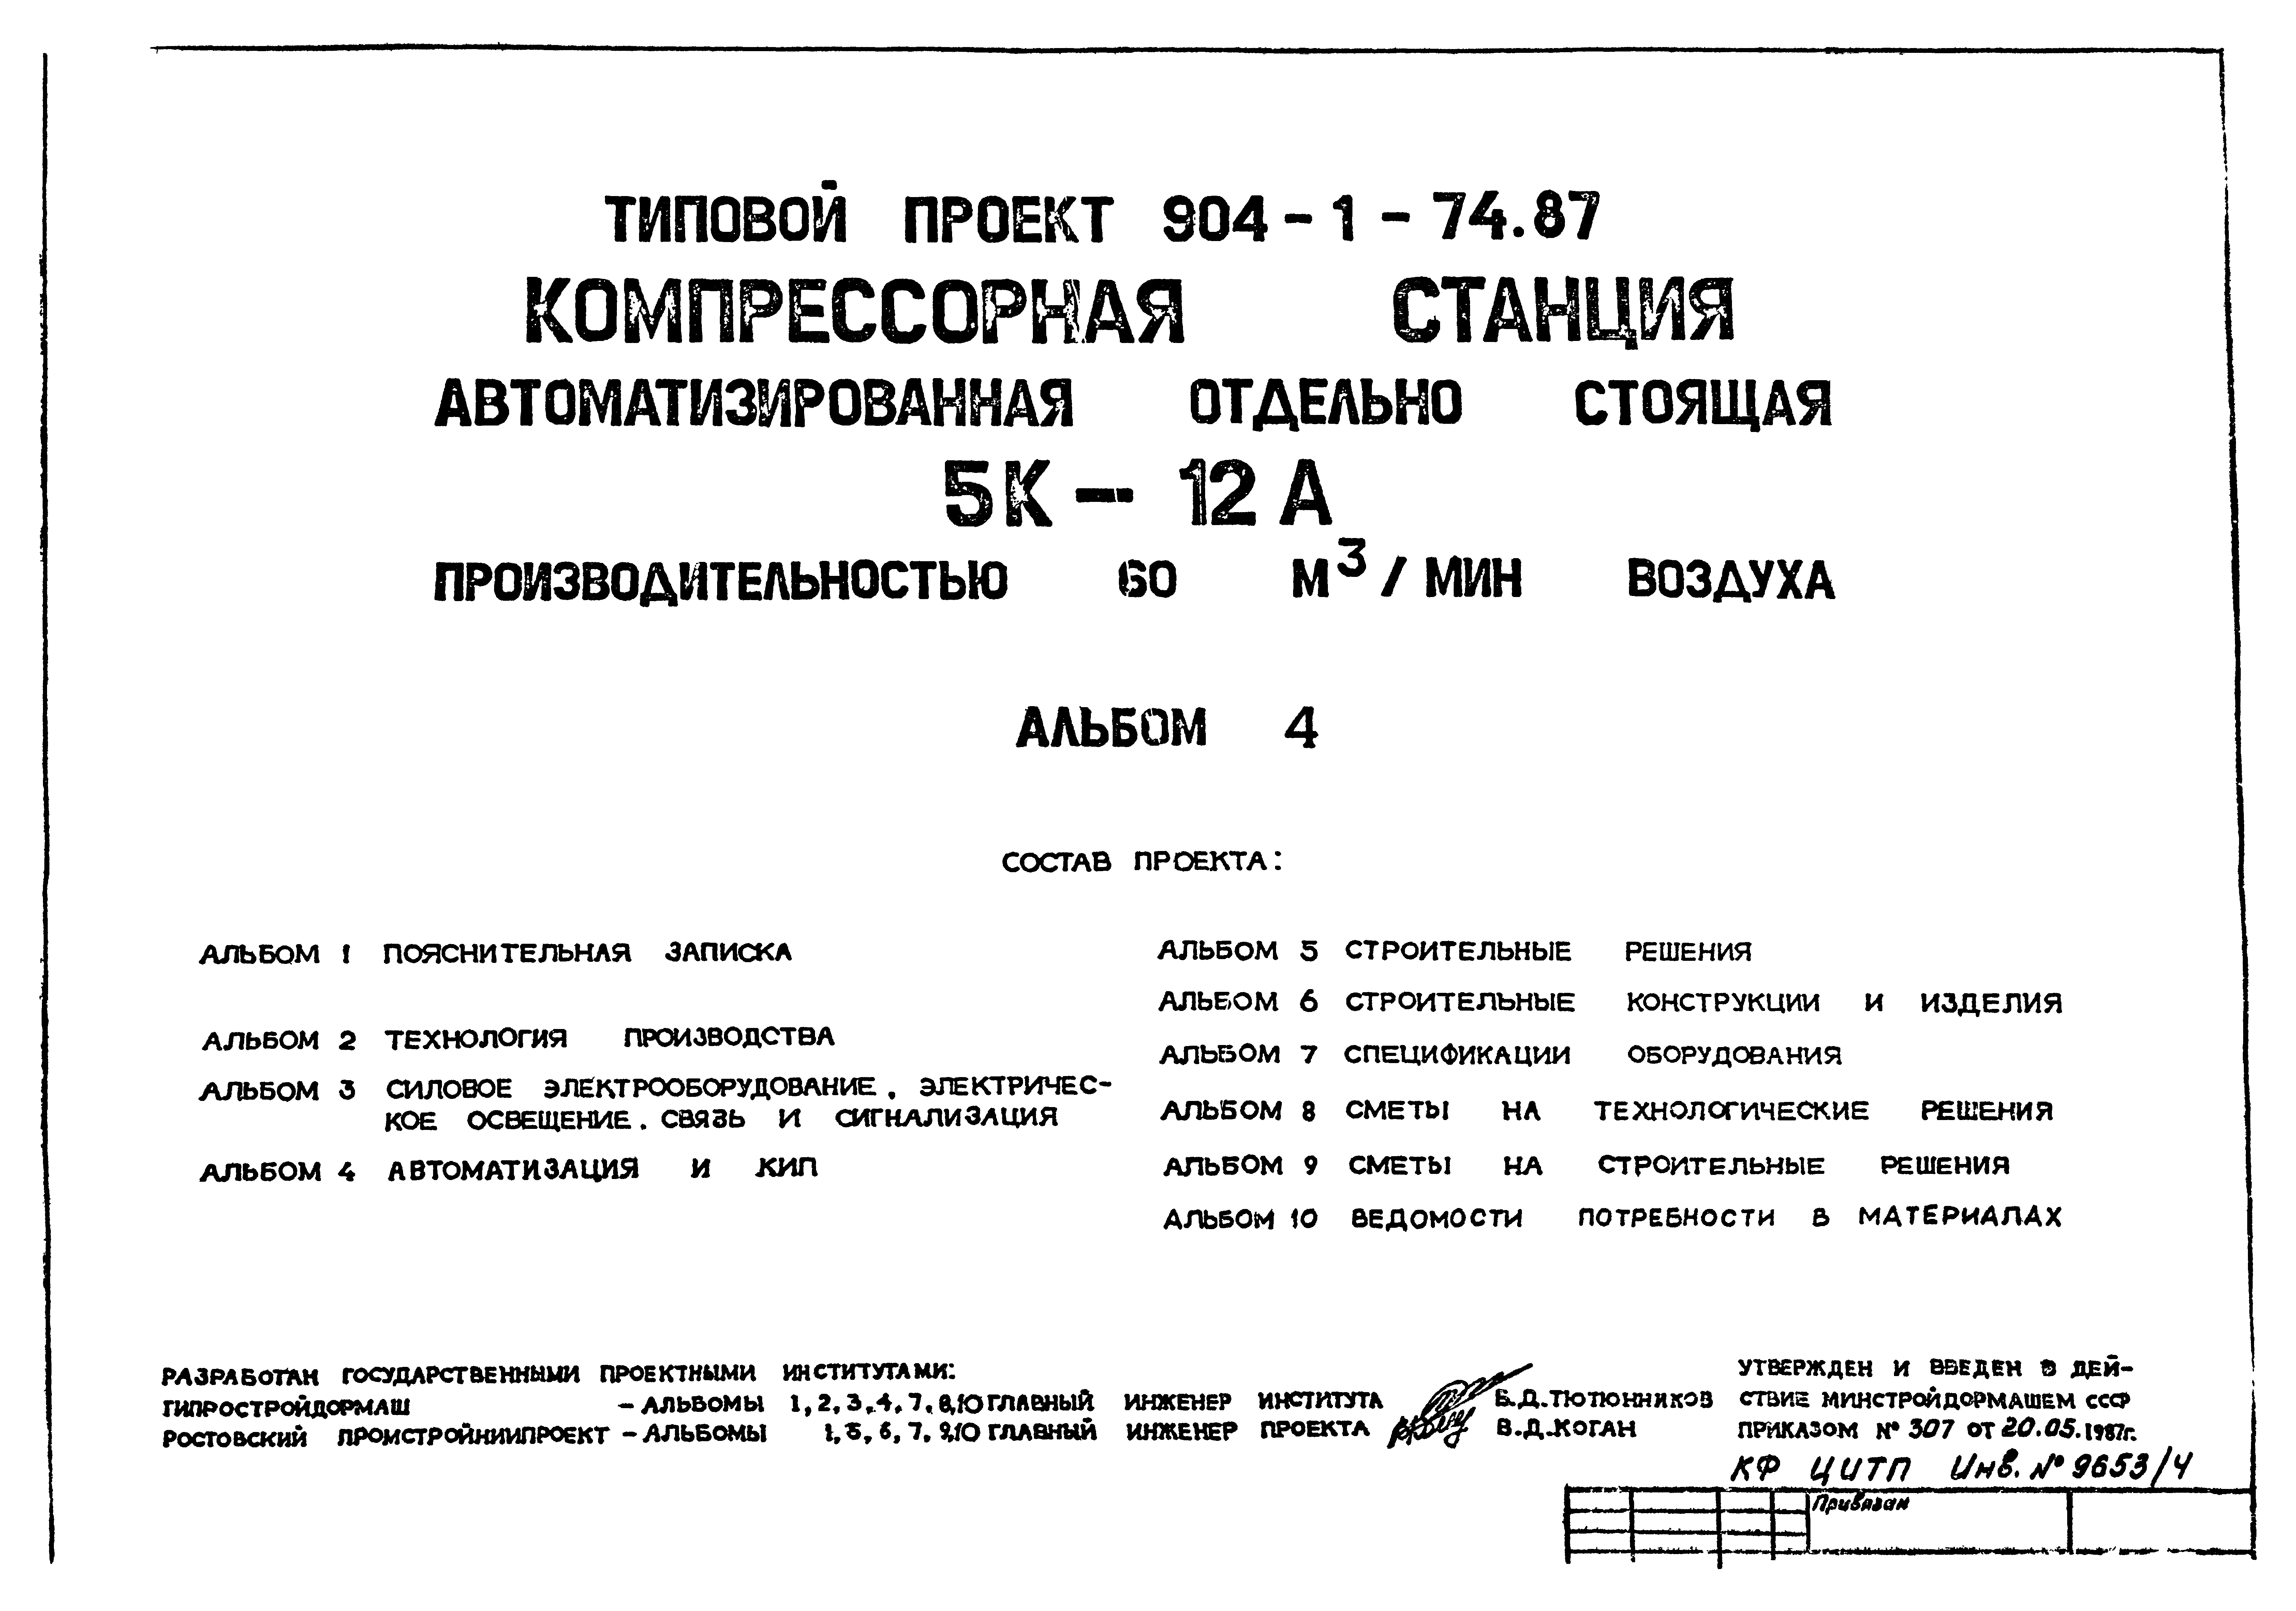 ТИПОВОЙ ПРОЕКТ 904-1-74.87
КОМПРЕССОРНАЯ СТАНЦИЯ
АВТОМАТИЗИРОВАННАЯ ОТДЕЛЬНО СТОЯЩАЯ
5К-12А
ПРОИЗВОДИТЕЛЬНОСТЬЮ 60 М³/МИН ВОЗДУХА
АЛЬБОМ 4
СОСТАВ ПРОЕКТА:
АЛЬБОМ 1 ПОЯСНИТЕЛЬНАЯ ЗАПИСКА
АЛЬБОМ 2 ТЕХНОЛОГИЯ ПРОИЗВОДСТВА
АЛЬБОМ 3 СИЛОВОЕ ЭЛЕКТРООБОРУДОВАНИЕ, ЭЛЕКТРИЧЕС-
КОЕ ОСВЕЩЕНИЕ. СВЯЗЬ И СИГНАЛИЗАЦИЯ
АЛЬБОМ 4 АВТОМАТИЗАЦИЯ И КИП
АЛЬБОМ 5 СТРОИТЕЛЬНЫЕ РЕШЕНИЯ
АЛЬБОМ 6 СТРОИТЕЛЬНЫЕ КОНСТРУКЦИИ И ИЗДЕЛИЯ
АЛЬБОМ 7 СПЕЦИФИКАЦИИ ОБОРУДОВАНИЯ
АЛЬБОМ 8 СМЕТЫ НА ТЕХНОЛОГИЧЕСКИЕ РЕШЕНИЯ
АЛЬБОМ 9 СМЕТЫ НА СТРОИТЕЛЬНЫЕ РЕШЕНИЯ
АЛЬБОМ 10 ВЕДОМОСТИ ПОТРЕБНОСТИ В МАТЕРИАЛАХ
РАЗРАБОТАН ГОСУДАРСТВЕННЫМИ ПРОЕКТНЫМИ ИНСТИТУТАМИ:
ГИПРОСТРОЙДОРМАШ -АЛЬБОМЫ 1,2,3,4,7,8,10 ГЛАВНЫЙ ИНЖЕНЕР ИНСТИТУТА Б.Д.ТЮТЮННИКОВ
РОСТОВСКИЙ ПРОМСТРОЙНИИПРОЕКТ -АЛЬБОМЫ 1,5,6,7,9,10 ГЛАВНЫЙ ИНЖЕНЕР ПРОЕКТА В.Д.КОГАН
УТВЕРЖДЕН И ВВЕДЕН В ДЕЙ-
СТВИЕ МИНСТРОЙДОРМАШЕМ СССР
ПРИКАЗОМ № 307 ОТ 20.05.1987г.
КФ ЦИТП Инв. № 9653/4
Привязан